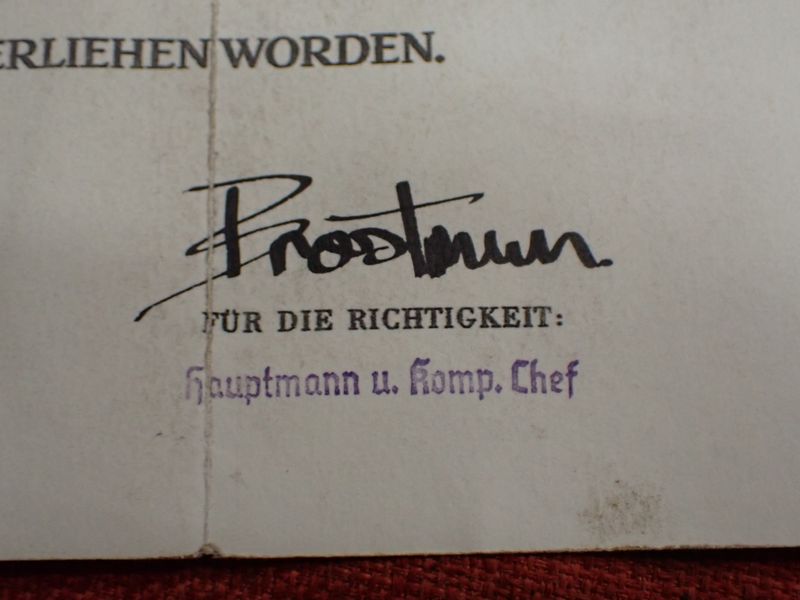 ERLIEHEN WORDEN.
FÜR DIE RICHTIGKEIT:
Hauptmann u. Komp. Chef